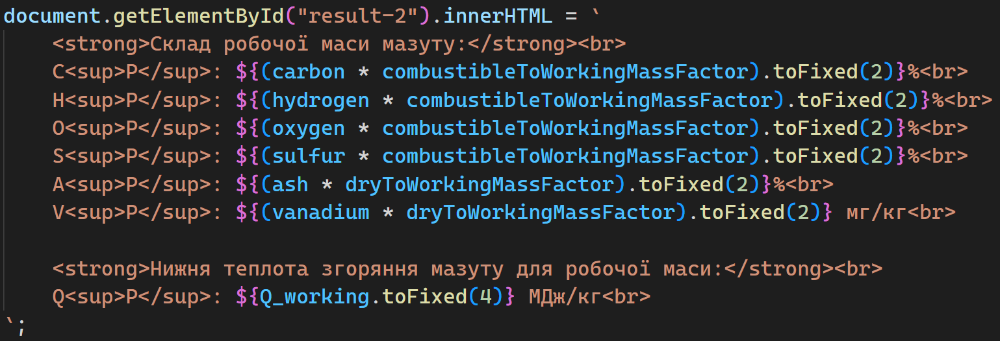 document.getElementById("result-2").innerHTML = `
<strong>Склад робочої маси мазуту:</strong><br>
C<sup>P</sup>: ${(carbon * combustibleToWorkingMassFactor).toFixed(2)}%<br>
H<sup>P</sup>: ${(hydrogen * combustibleToWorkingMassFactor).toFixed(2)}%<br>
O<sup>P</sup>: ${(oxygen * combustibleToWorkingMassFactor).toFixed(2)}%<br>
S<sup>P</sup>: ${(sulfur * combustibleToWorkingMassFactor).toFixed(2)}%<br>
A<sup>P</sup>: ${(ash * dryToWorkingMassFactor).toFixed(2)}%<br>
V<sup>P</sup>: ${(vanadium * dryToWorkingMassFactor).toFixed(2)} мг/кг<br>
<strong>Нижня теплота згоряння мазуту для робочої маси:</strong><br>
Q<sup>P</sup>: ${Q_working.toFixed(4)} МДж/кг<br>
`;